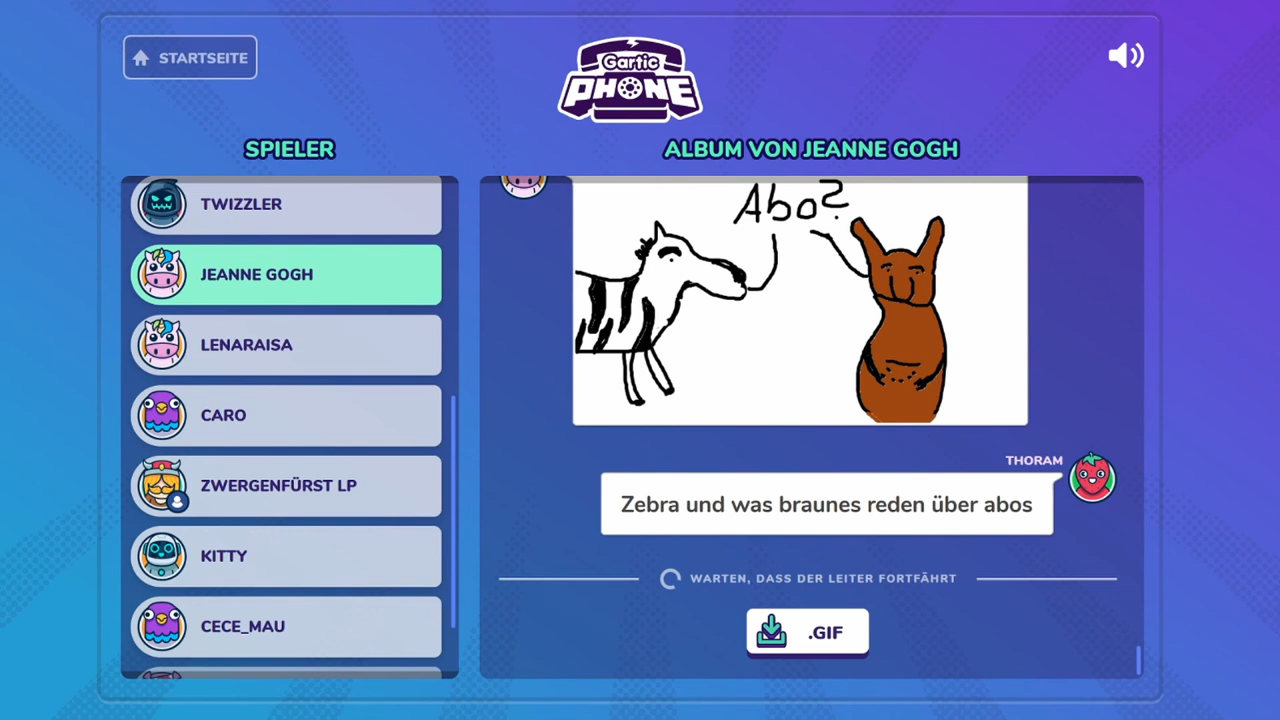 STARTSEITE
Gartic
PHONE
SPIELER
ALBUM VON JEANNE GOGH
TWIZZLER
JEANNE GOGH
LENARAISA
CARO
ZWERGENFÜRST LP
KITTY
CECE_MAU
Abo?
THORAM
Zebra und was braunes reden über abos
WARTEN, DASS DER LEITER FORTFÄHRT
.GIF